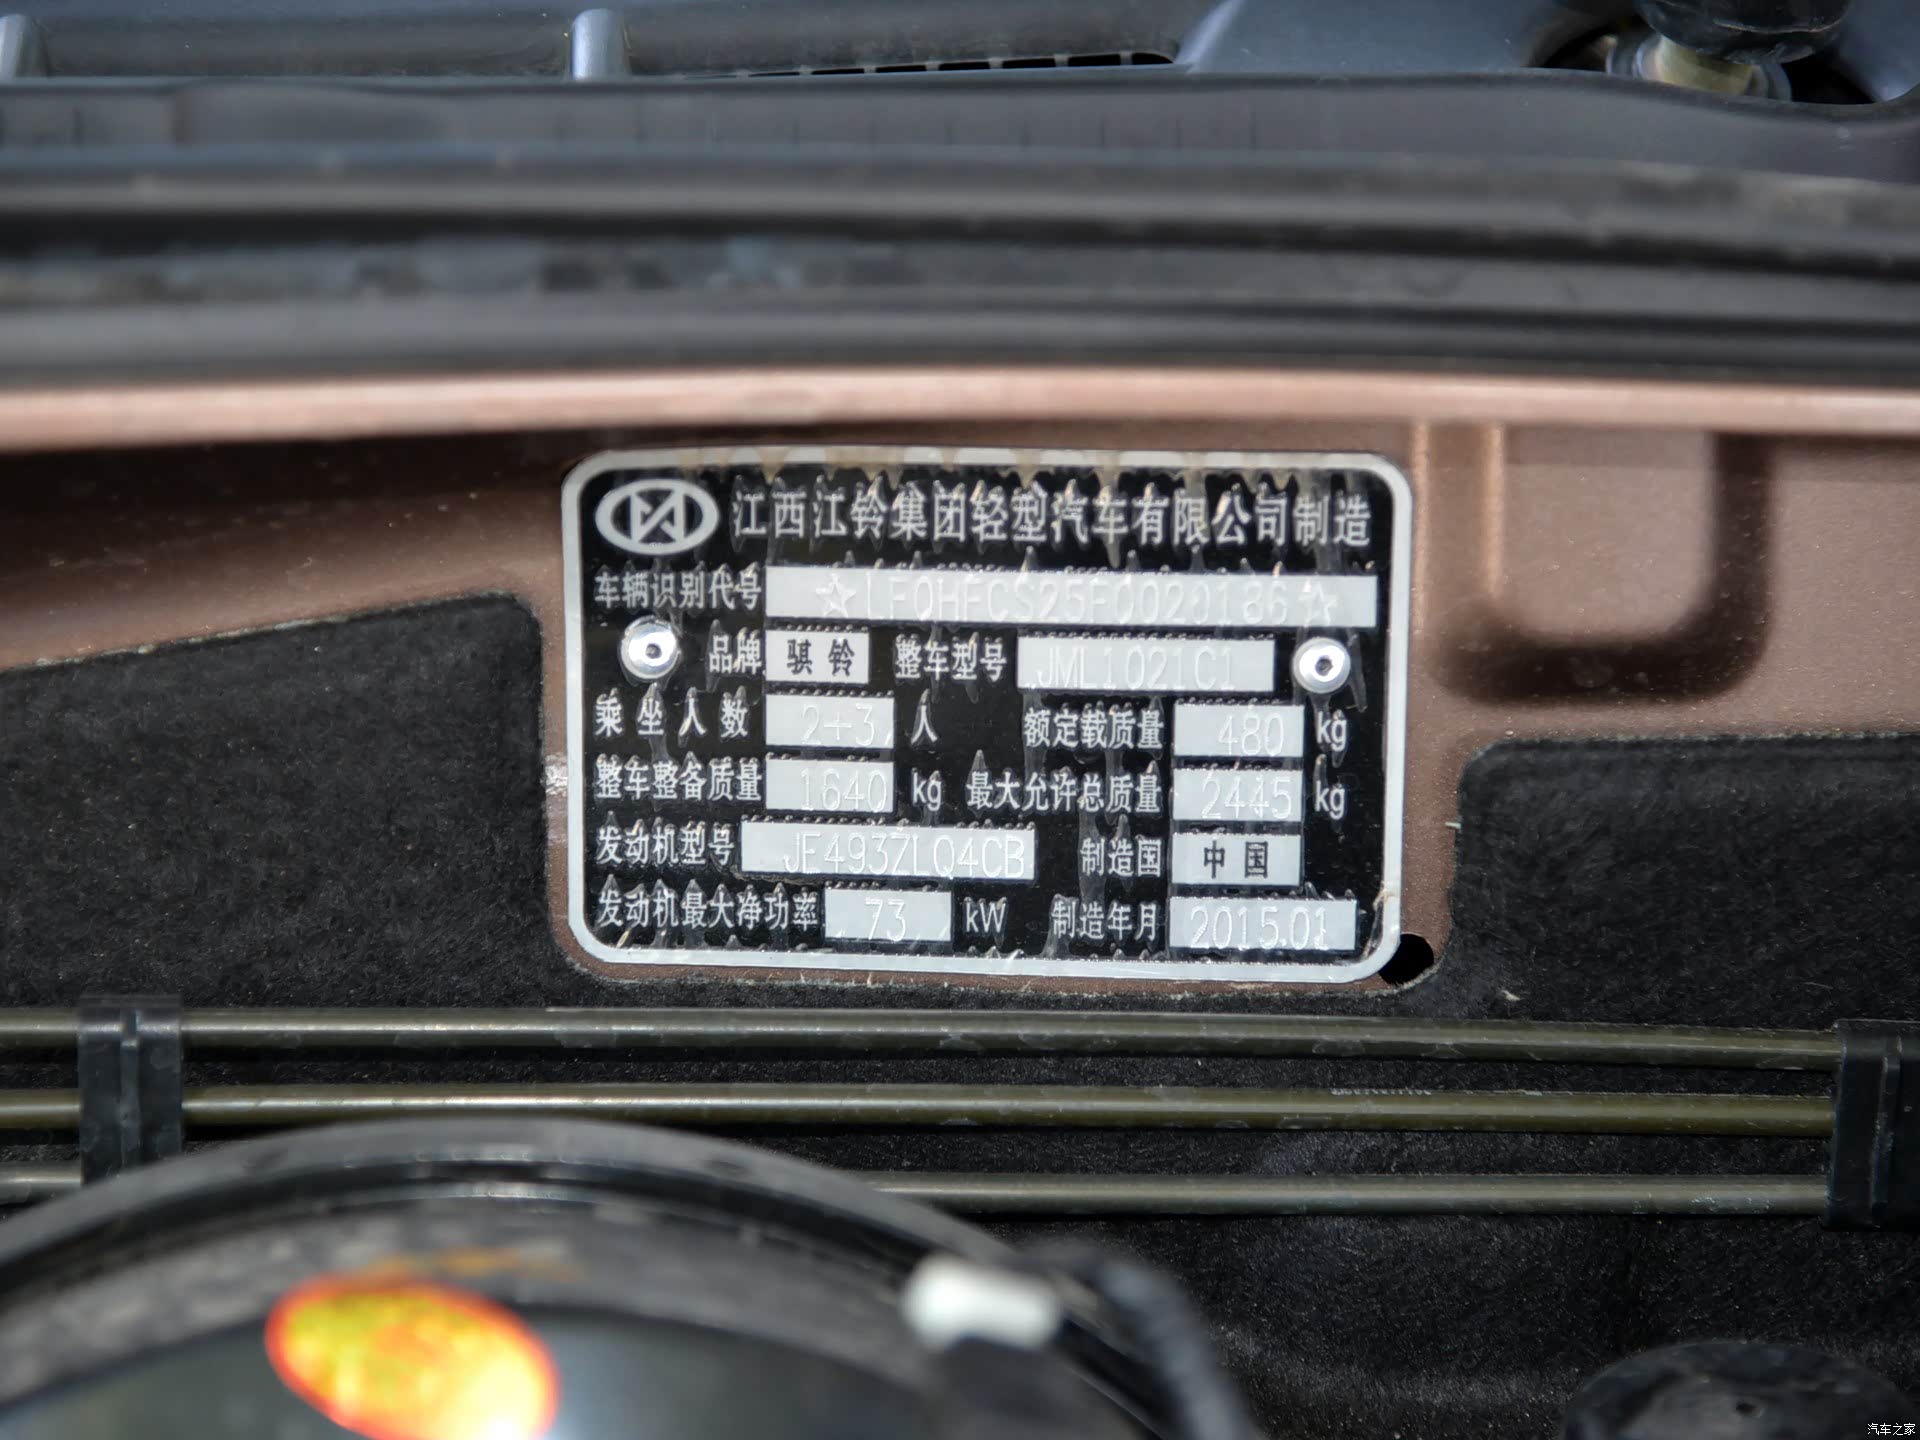 江西江铃集团轻型汽车有限公司制造
车辆识别代号 ☆LF0HFCS25F0020186☆
品牌 骐铃 整车型号 JML1021C1
乘坐人数 2+3 人 额定载质量 480 kg
整车整备质量 1640 kg 最大允许总质量 2445 kg
发动机型号 JE493ZLQ4CB 制造国 中国
发动机最大净功率 73 kW 制造年月 2015.01
汽车之家